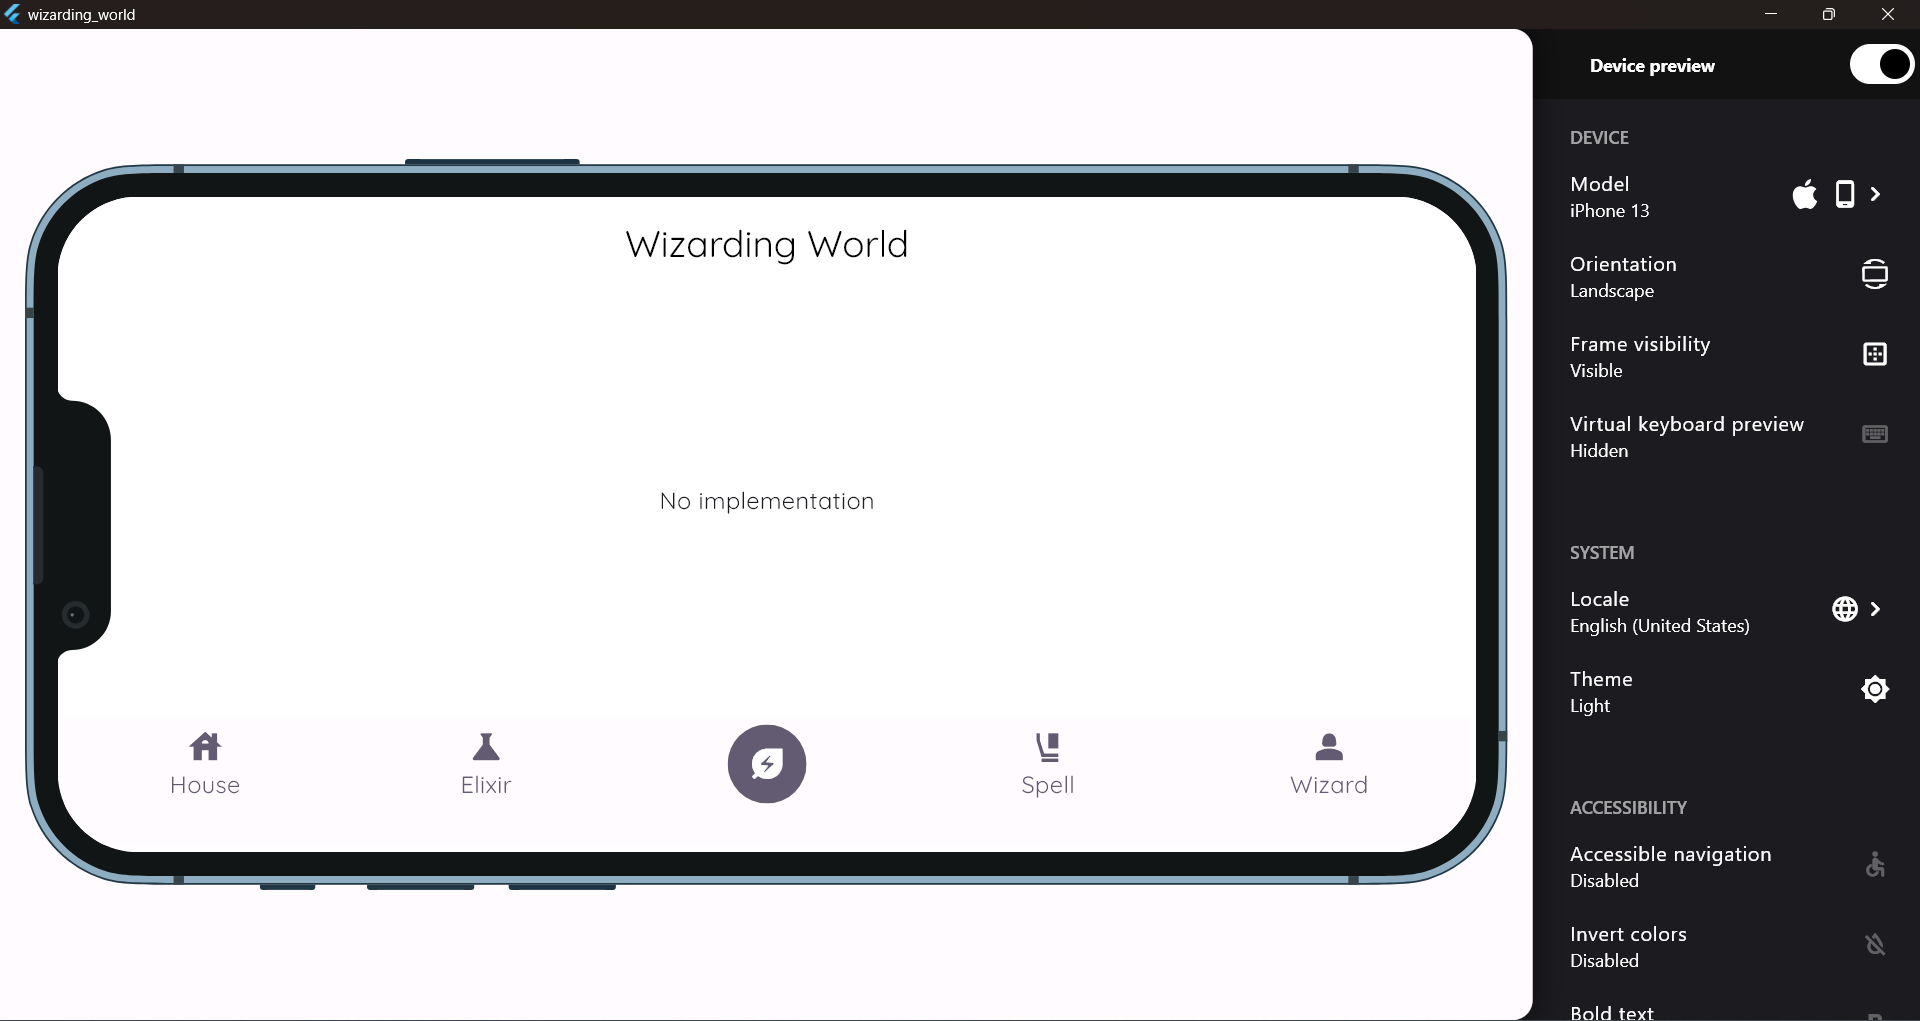 wizarding_world
Device preview
DEVICE
Model
iPhone 13
Orientation
Landscape
Frame visibility
Visible
Virtual keyboard preview
Hidden
SYSTEM
Locale
English (United States)
Theme
Light
ACCESSIBILITY
Accessible navigation
Disabled
Invert colors
Disabled
Bold text
Wizarding World
No implementation
House
Elixir
Spell
Wizard